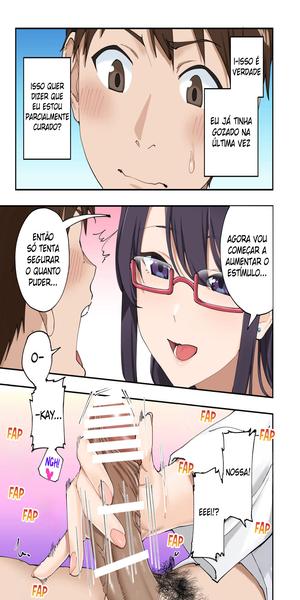 I-ISSO É
VERDADE
EU JÁ TINHA
GOZADO NA
ÚLTIMA VEZ
ISSO QUER
DIZER QUE
EU ESTOU
PARCIALMENTE
CURADO?
AGORA VOU
COMEÇAR A
AUMENTAR O
ESTÍMULO...
ENTÃO
SÓ TENTA
SEGURAR
O QUANTO
PUDER...
O-
-KAY...
NGH!
NOSSA!
EEEI!?
FAP
FAP
FAP
FAP
FAP
FAP
FAP
FAP